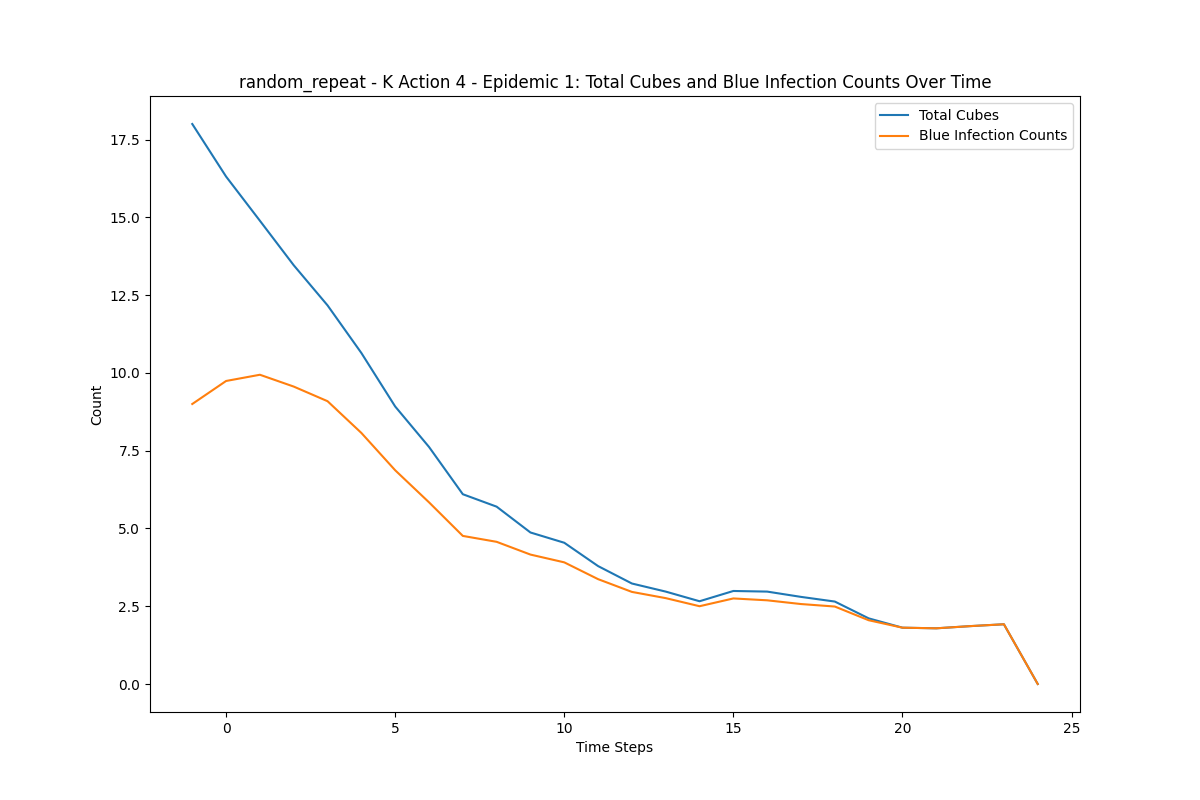 random_repeat - K Action 4 - Epidemic 1: Total Cubes and Blue Infection Counts Over Time
Total Cubes
Blue Infection Counts
17.5
15.0
12.5
10.0
7.5
5.0
2.5
0.0
Count
0 5 10 15 20 25
Time Steps